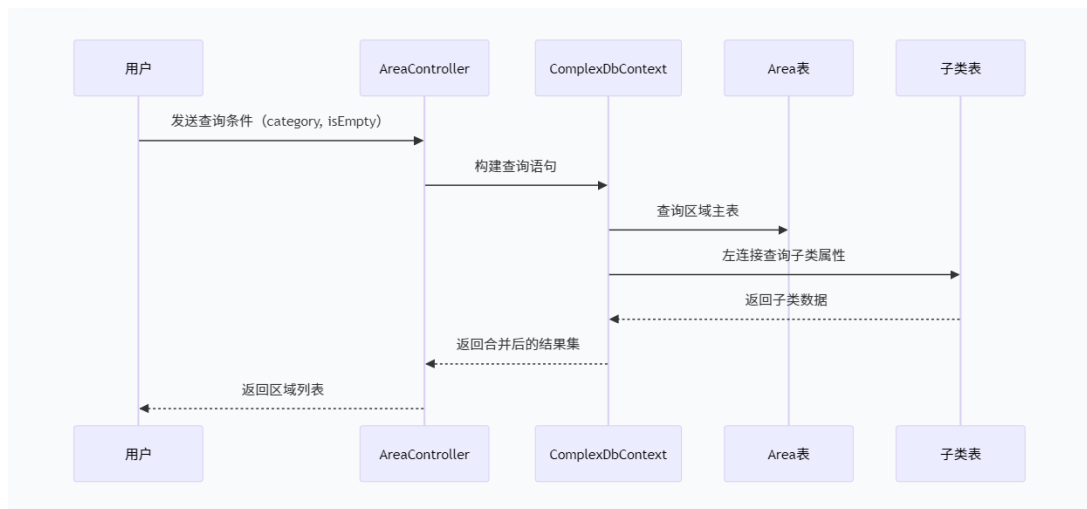 用户
AreaController
ComplexDbContext
Area表
子类表
发送查询条件（category, isEmpty）
构建查询语句
查询区域主表
左连接查询子类属性
返回子类数据
返回合并后的结果集
返回区域列表
用户
AreaController
ComplexDbContext
Area表
子类表